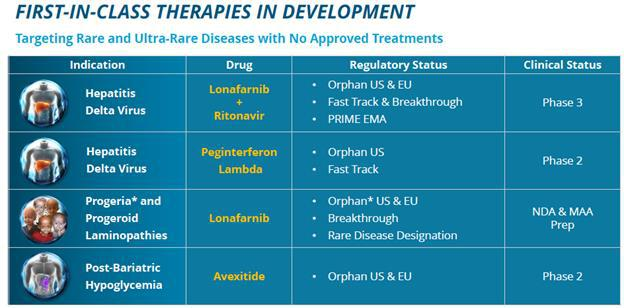 FIRST-IN-CLASS THERAPIES IN DEVELOPMENT
Targeting Rare and Ultra-Rare Diseases with No Approved Treatments
Indication Drug Regulatory Status Clinical Status
Hepatitis
Delta Virus
Lonafarnib
+
Ritonavir
• Orphan US & EU
• Fast Track & Breakthrough
• PRIME EMA
Phase 3
Hepatitis
Delta Virus
Peginterferon
Lambda
• Orphan US
• Fast Track
Phase 2
Progeria* and
Progeroid
Laminopathies
Lonafarnib
• Orphan* US & EU
• Breakthrough
• Rare Disease Designation
NDA & MAA
Prep
Post-Bariatric
Hypoglycemia
Avexitide
• Orphan US & EU
Phase 2